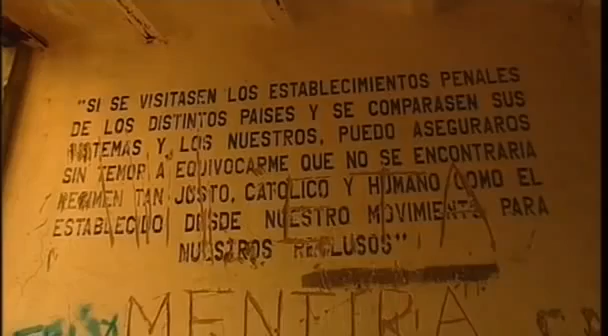 "SI SE VISITASEN LOS ESTABLECIMIENTOS PENALES
DE LOS DISTINTOS PAISES Y SE COMPARASEN SUS
SISTEMAS Y LOS NUESTROS, PUEDO ASEGURAROS
SIN TEMOR A EQUIVOCARME QUE NO SE ENCONTRARIA
REGIMEN TAN JUSTO, CATOLICO Y HUMANO COMO EL
ESTABLECIDO DESDE NUESTRO MOVIMIENTO PARA
NUESTROS RECLUSOS"
MENTIRA